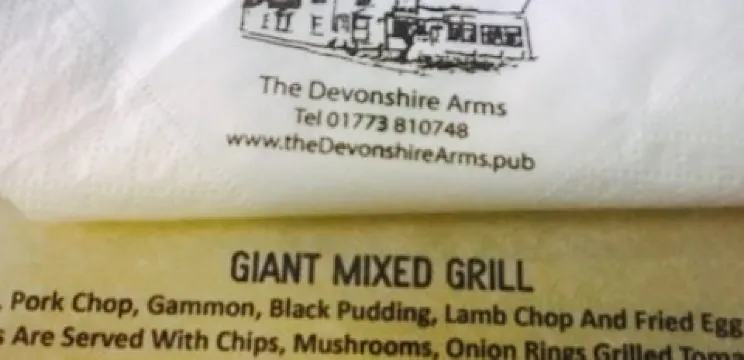 The Devonshire Arms
Tel 01773 810748
www.theDevonshireArms.pub
GIANT MIXED GRILL
Pork Chop, Gammon, Black Pudding, Lamb Chop And Fried Egg
Are Served With Chips, Mushrooms, Onion Rings Grilled